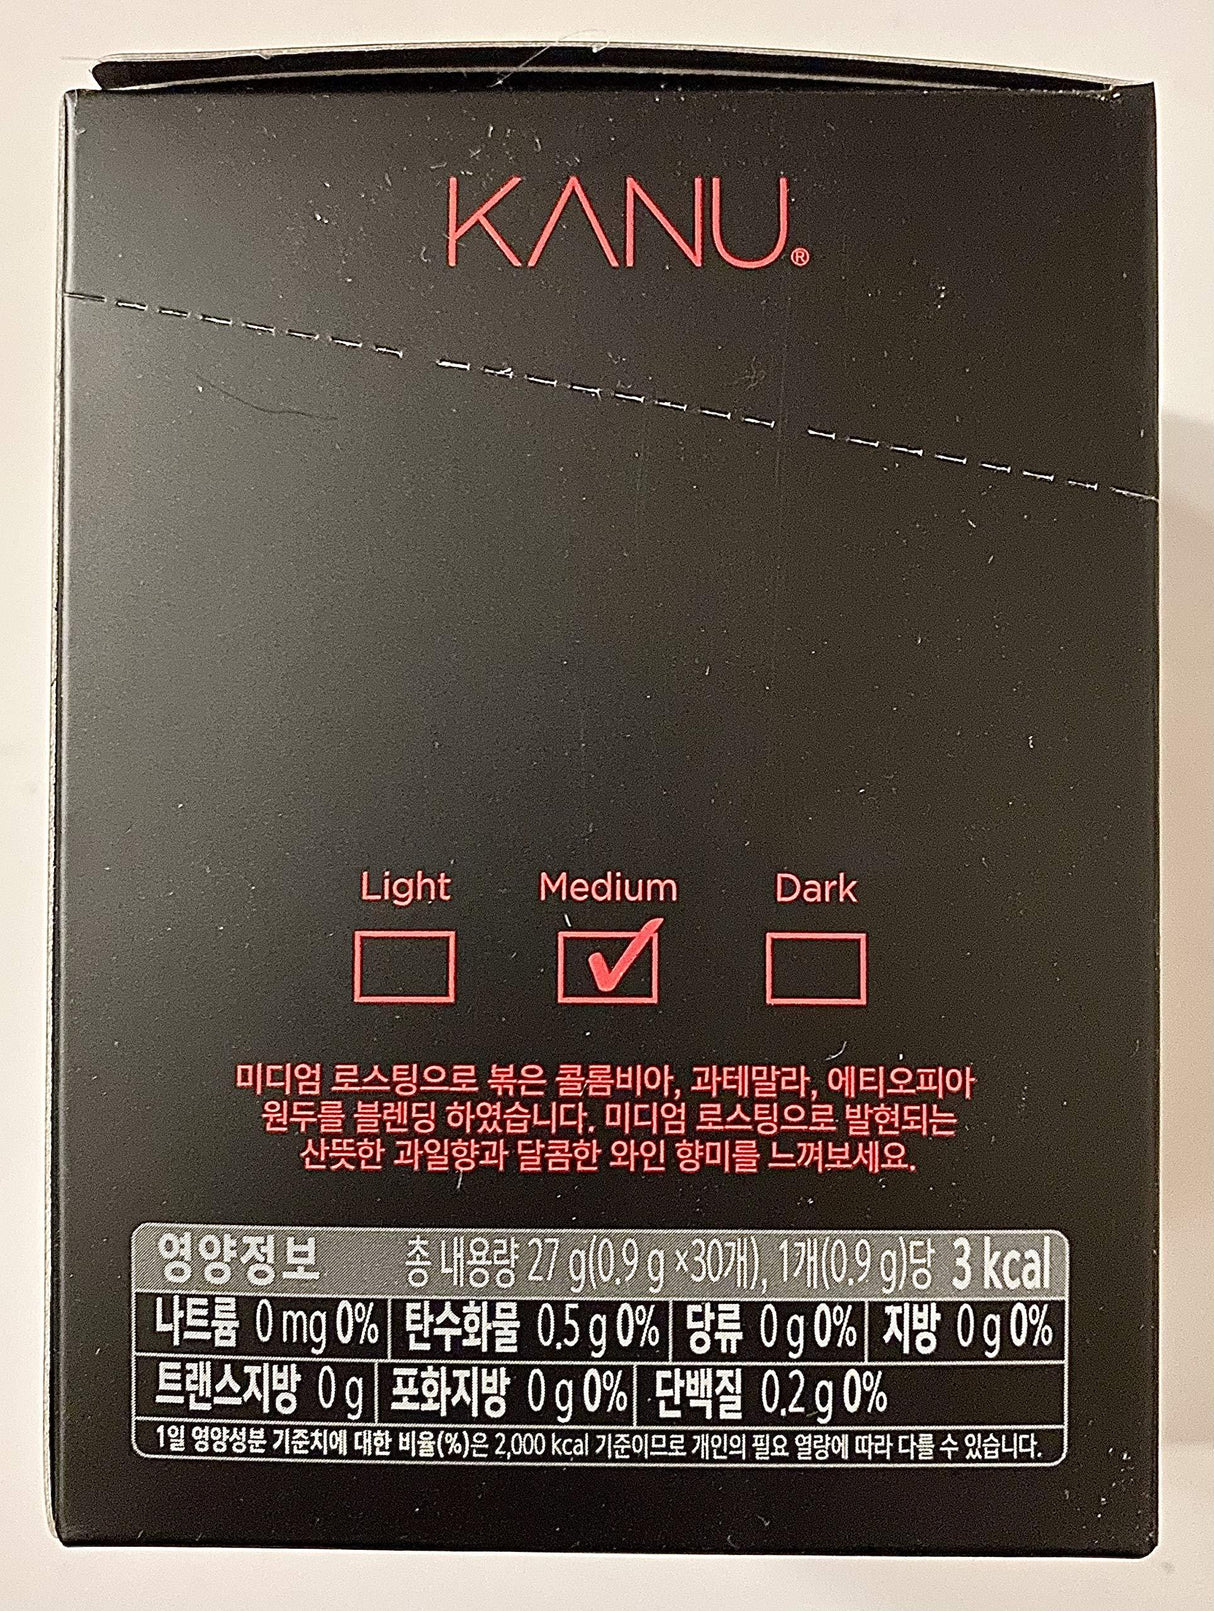 KANU®
Light Medium Dark
미디엄 로스팅으로 볶은 콜롬비아, 과테말라, 에티오피아
원두를 블렌딩 하였습니다. 미디엄 로스팅으로 발현되는
산뜻한 과일향과 달콤한 와인 향미를 느껴보세요.
영양정보 총 내용량 27 g(0.9 g ×30개), 1개(0.9 g)당 3 kcal
나트륨 0 mg 0% 탄수화물 0.5 g 0% 당류 0 g 0% 지방 0 g 0%
트랜스지방 0 g 포화지방 0 g 0% 단백질 0.2 g 0%
1일 영양성분 기준치에 대한 비율(%)은 2,000 kcal 기준이므로 개인의 필요 열량에 따라 다를 수 있습니다.